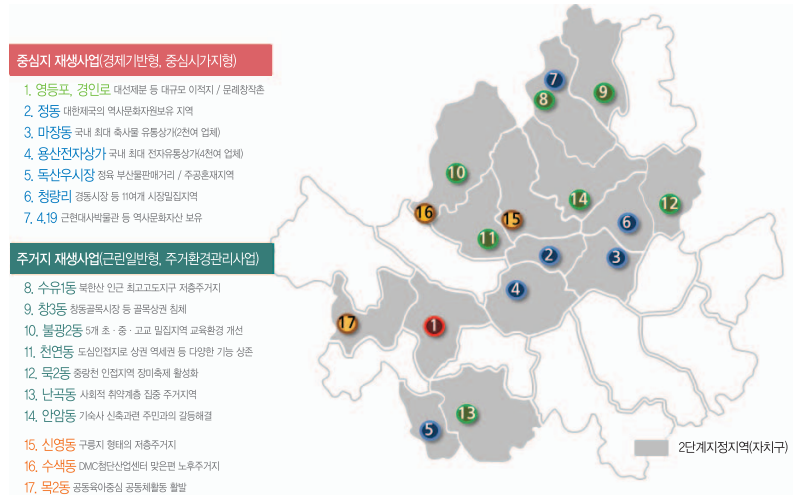 중심지 재생사업(경제기반형, 중심시가지형)
1. 영등포, 경인로 대선제분 등 대규모 이적지 / 문래창작촌
2. 정동 대한제국의 역사문화자원보유 지역
3. 마장동 국내 최대 축산물 유통상가(2천여 업체)
4. 용산전자상가 국내 최대 전자유통상가(4천여 업체)
5. 독산우시장 정육 부산물판매거리 / 주공혼재지역
6. 청량리 경동시장 등 11여개 시장밀집지역
7. 4.19 근현대사박물관 등 역사문화자산 보유
주거지 재생사업(근린일반형, 주거환경관리사업)
8. 수유1동 북한산 인근 최고고도지구 저층주거지
9. 창3동 창동골목시장 등 골목상권 침체
10. 불광2동 5개 초 · 중 · 고교 밀집지역 교육환경 개선
11. 천연동 도심인접지로 상권 역세권 등 다양한 기능 상존
12. 묵2동 중랑천 인접지역 장미축제 활성화
13. 난곡동 사회적 취약계층 집중 주거지역
14. 안암동 기숙사 신축과련 주민과의 갈등해결
15. 신영동 구릉지 형태의 저층주거지
16. 수색동 DMC첨단산업센터 맞은편 노후주거지
17. 목2동 공동육아중심 공동체활동 활발
7
8
9
10
14
12
16
15
6
11
2
3
4
17
1
13
5
2단계지정지역(자치구)